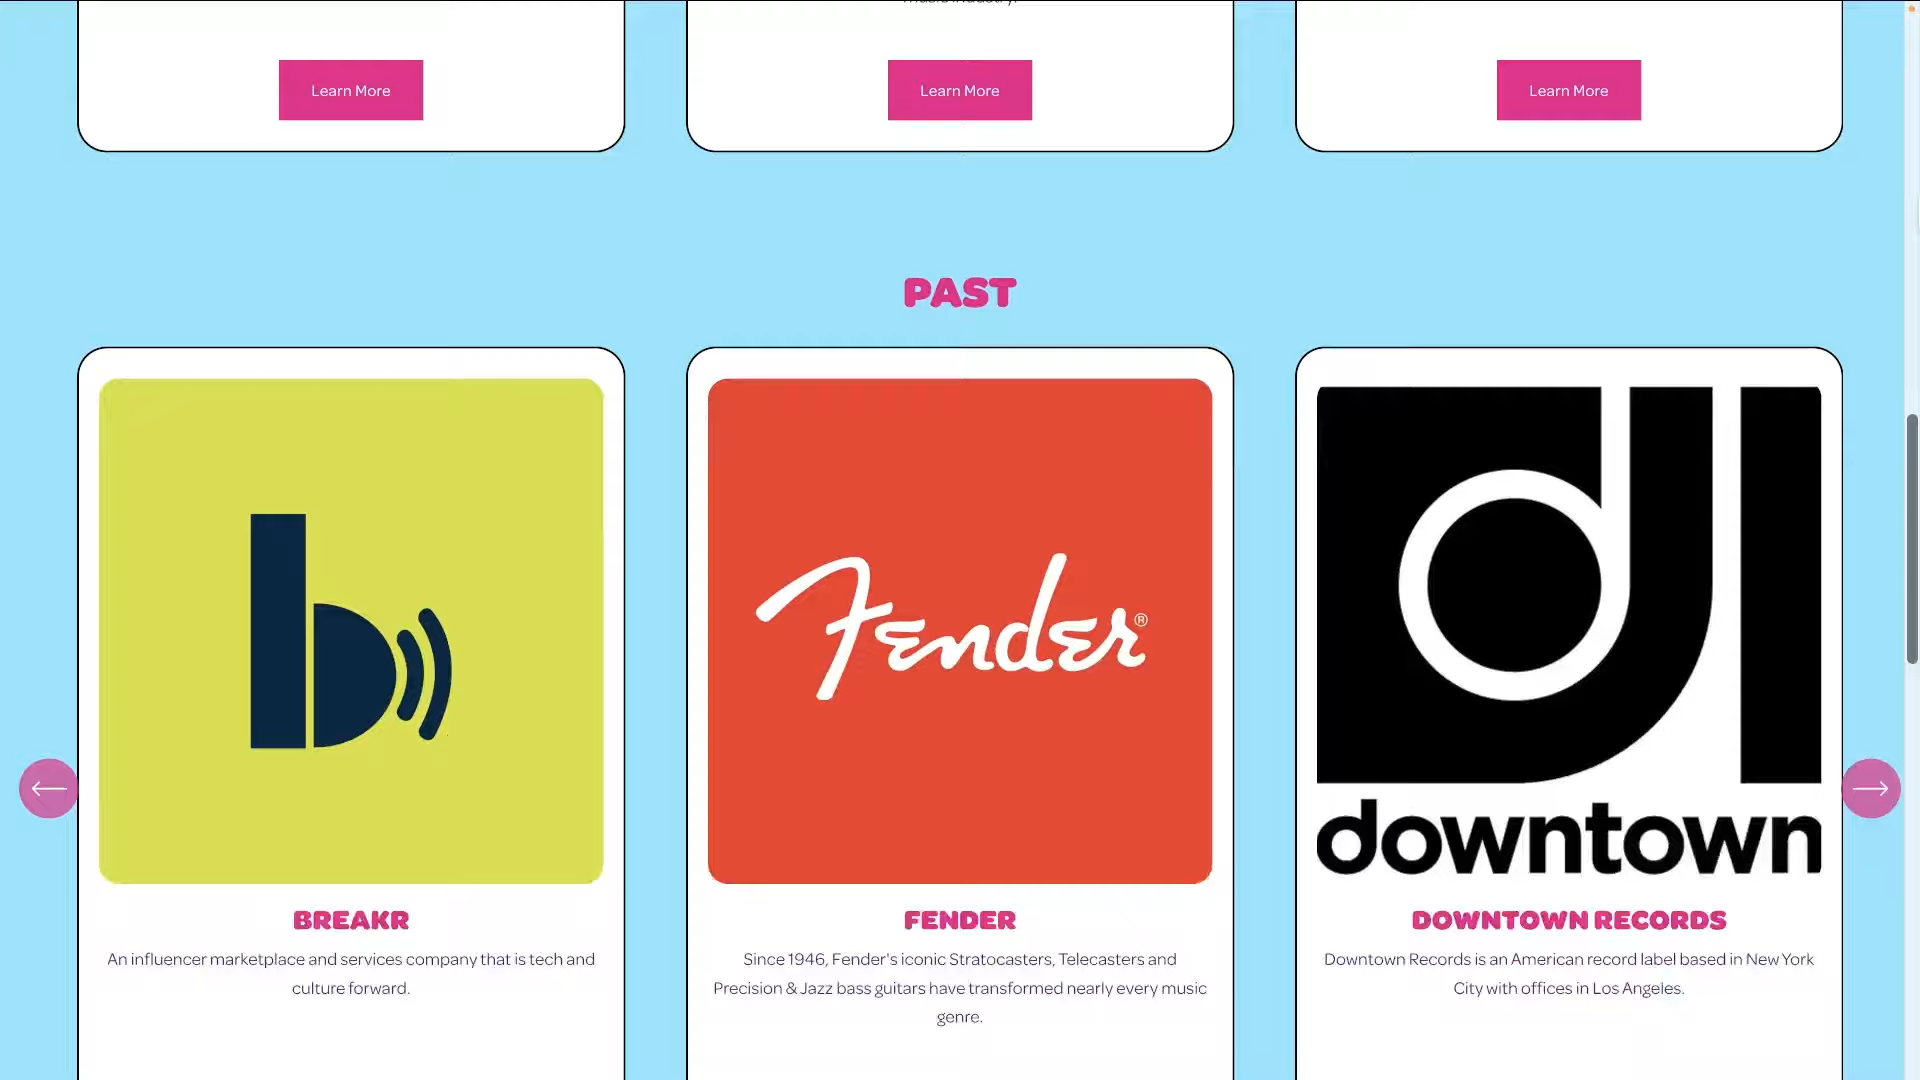 Learn More
Learn More
Learn More
PAST
Fender®
downtown
BREAKR
FENDER
DOWNTOWN RECORDS
An influencer marketplace and services company that is tech and
culture forward.
Since 1946, Fender's iconic Stratocasters, Telecasters and
Precision & Jazz bass guitars have transformed nearly every music
genre.
Downtown Records is an American record label based in New York
City with offices in Los Angeles.